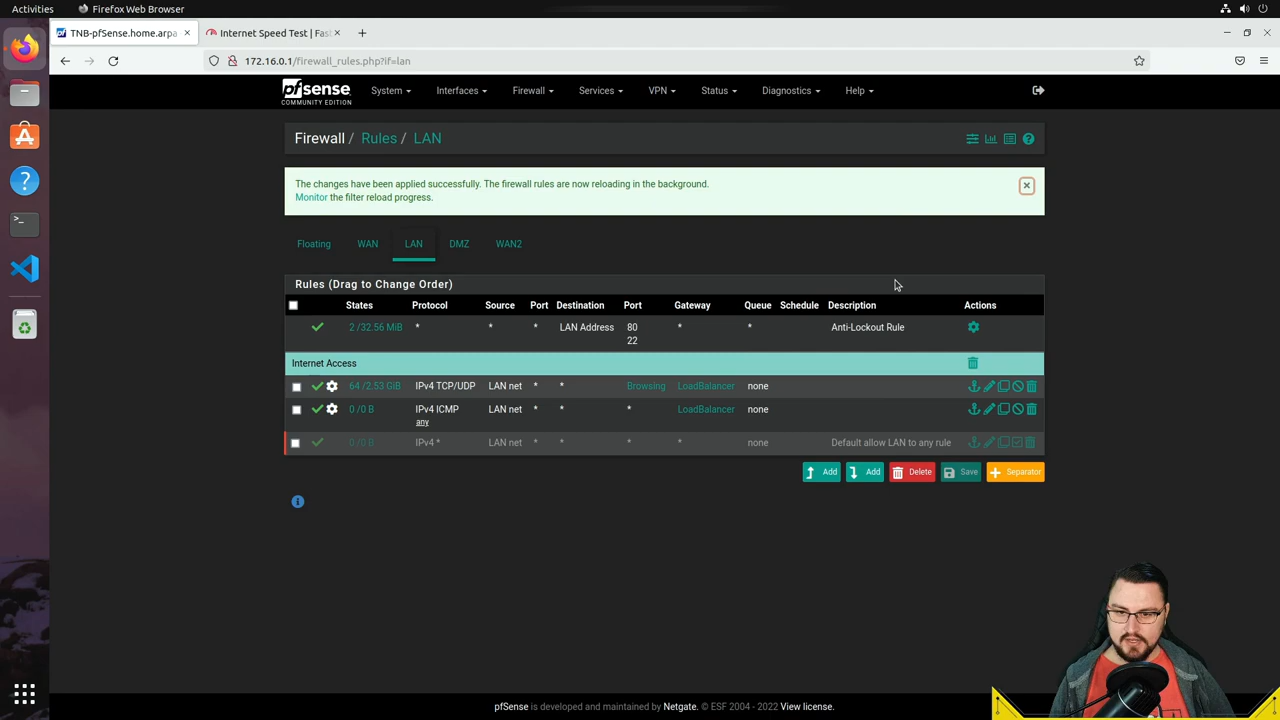 Activities Firefox Web Browser
TNB-pfSense.home.arpa Internet Speed Test | Fas
172.16.0.1/firewall_rules.php?if=lan
pfsense
COMMUNITY EDITION
System Interfaces Firewall Services VPN Status Diagnostics Help
Firewall / Rules / LAN
The changes have been applied successfully. The firewall rules are now reloading in the background.
Monitor the filter reload progress.
Floating WAN LAN DMZ WAN2
Rules (Drag to Change Order)
States Protocol Source Port Destination Port Gateway Queue Schedule Description Actions
2 /32.56 MiB * * * LAN Address 80 * * Anti-Lockout Rule
22
Internet Access
64 /2.53 GiB IPv4 TCP/UDP LAN net * * Browsing LoadBalancer none
0 /0 B IPv4 ICMP LAN net * * * LoadBalancer none
any
0 /0 B IPv4 * LAN net * * * * none Default allow LAN to any rule
Add Add Delete Save Separator
pfSense is developed and maintained by Netgate. © ESF 2004 - 2022 View license.